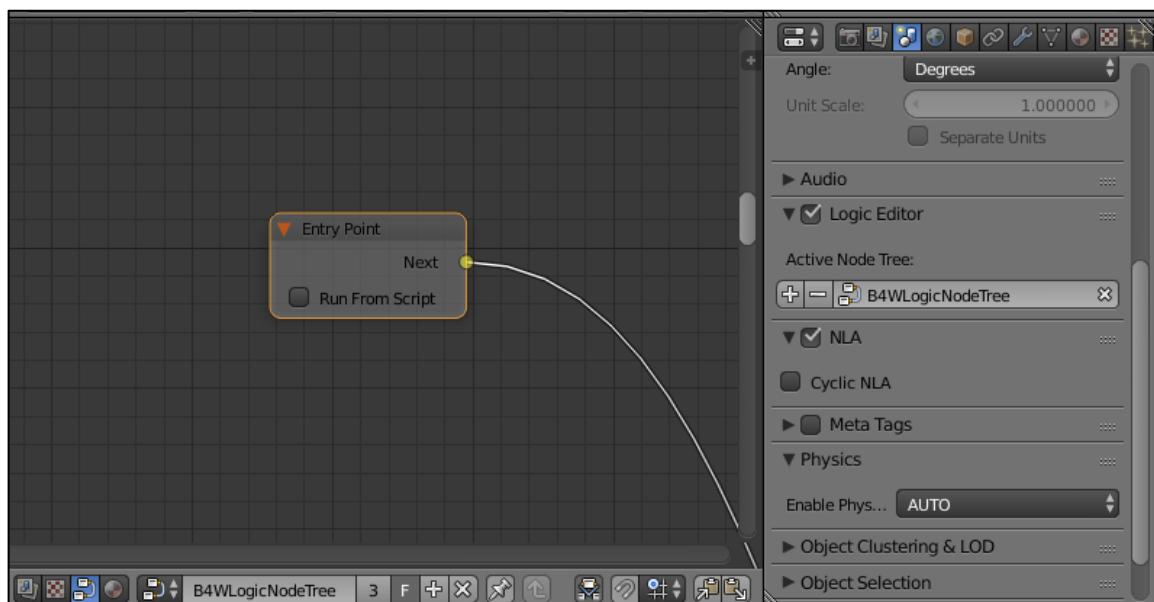 Entry Point
Next
Run From Script
B4WLogicNodeTree 3 F
Angle: Degrees
Unit Scale: 1.000000
Separate Units
Audio
Logic Editor
Active Node Tree:
B4WLogicNodeTree
NLA
Cyclic NLA
Meta Tags
Physics
Enable Phys... AUTO
Object Clustering & LOD
Object Selection